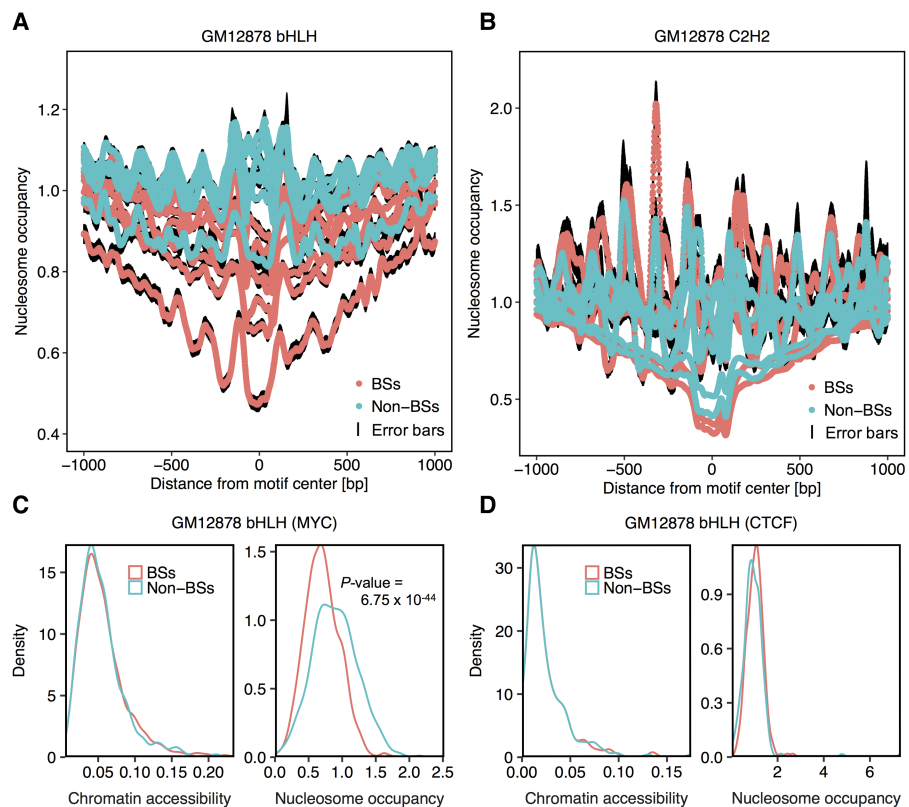 A
GM12878 bHLH
Nucleosome occupancy
1.2
1.0
0.8
0.6
0.4
BSs
Non−BSs
Error bars
−1000
−500
0
500
1000
Distance from motif center [bp]
B
GM12878 C2H2
Nucleosome occupancy
2.0
1.5
1.0
0.5
BSs
Non−BSs
Error bars
−1000
−500
0
500
1000
Distance from motif center [bp]
C
GM12878 bHLH (MYC)
Density
15
10
5
0
BSs
Non−BSs
0.05
0.10
0.20
Chromatin accessibility
1.5
1.0
0.5
0.0
P-value =
6.75 x 10-44
0.0
0.5
1.0
1.5
2.0
2.5
Nucleosome occupancy
D
GM12878 bHLH (CTCF)
Density
30
20
10
0
BSs
Non−BSs
0.00
0.05
0.10
0.15
Chromatin accessibility
0.9
0.6
0.3
0.0
2
4
6
Nucleosome occupancy